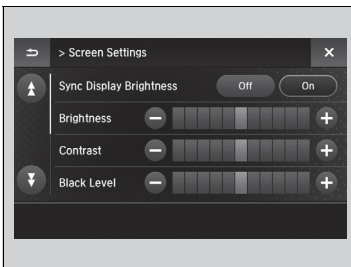 > Screen Settings
Sync Display Brightness Off On
Brightness
Contrast
Black Level